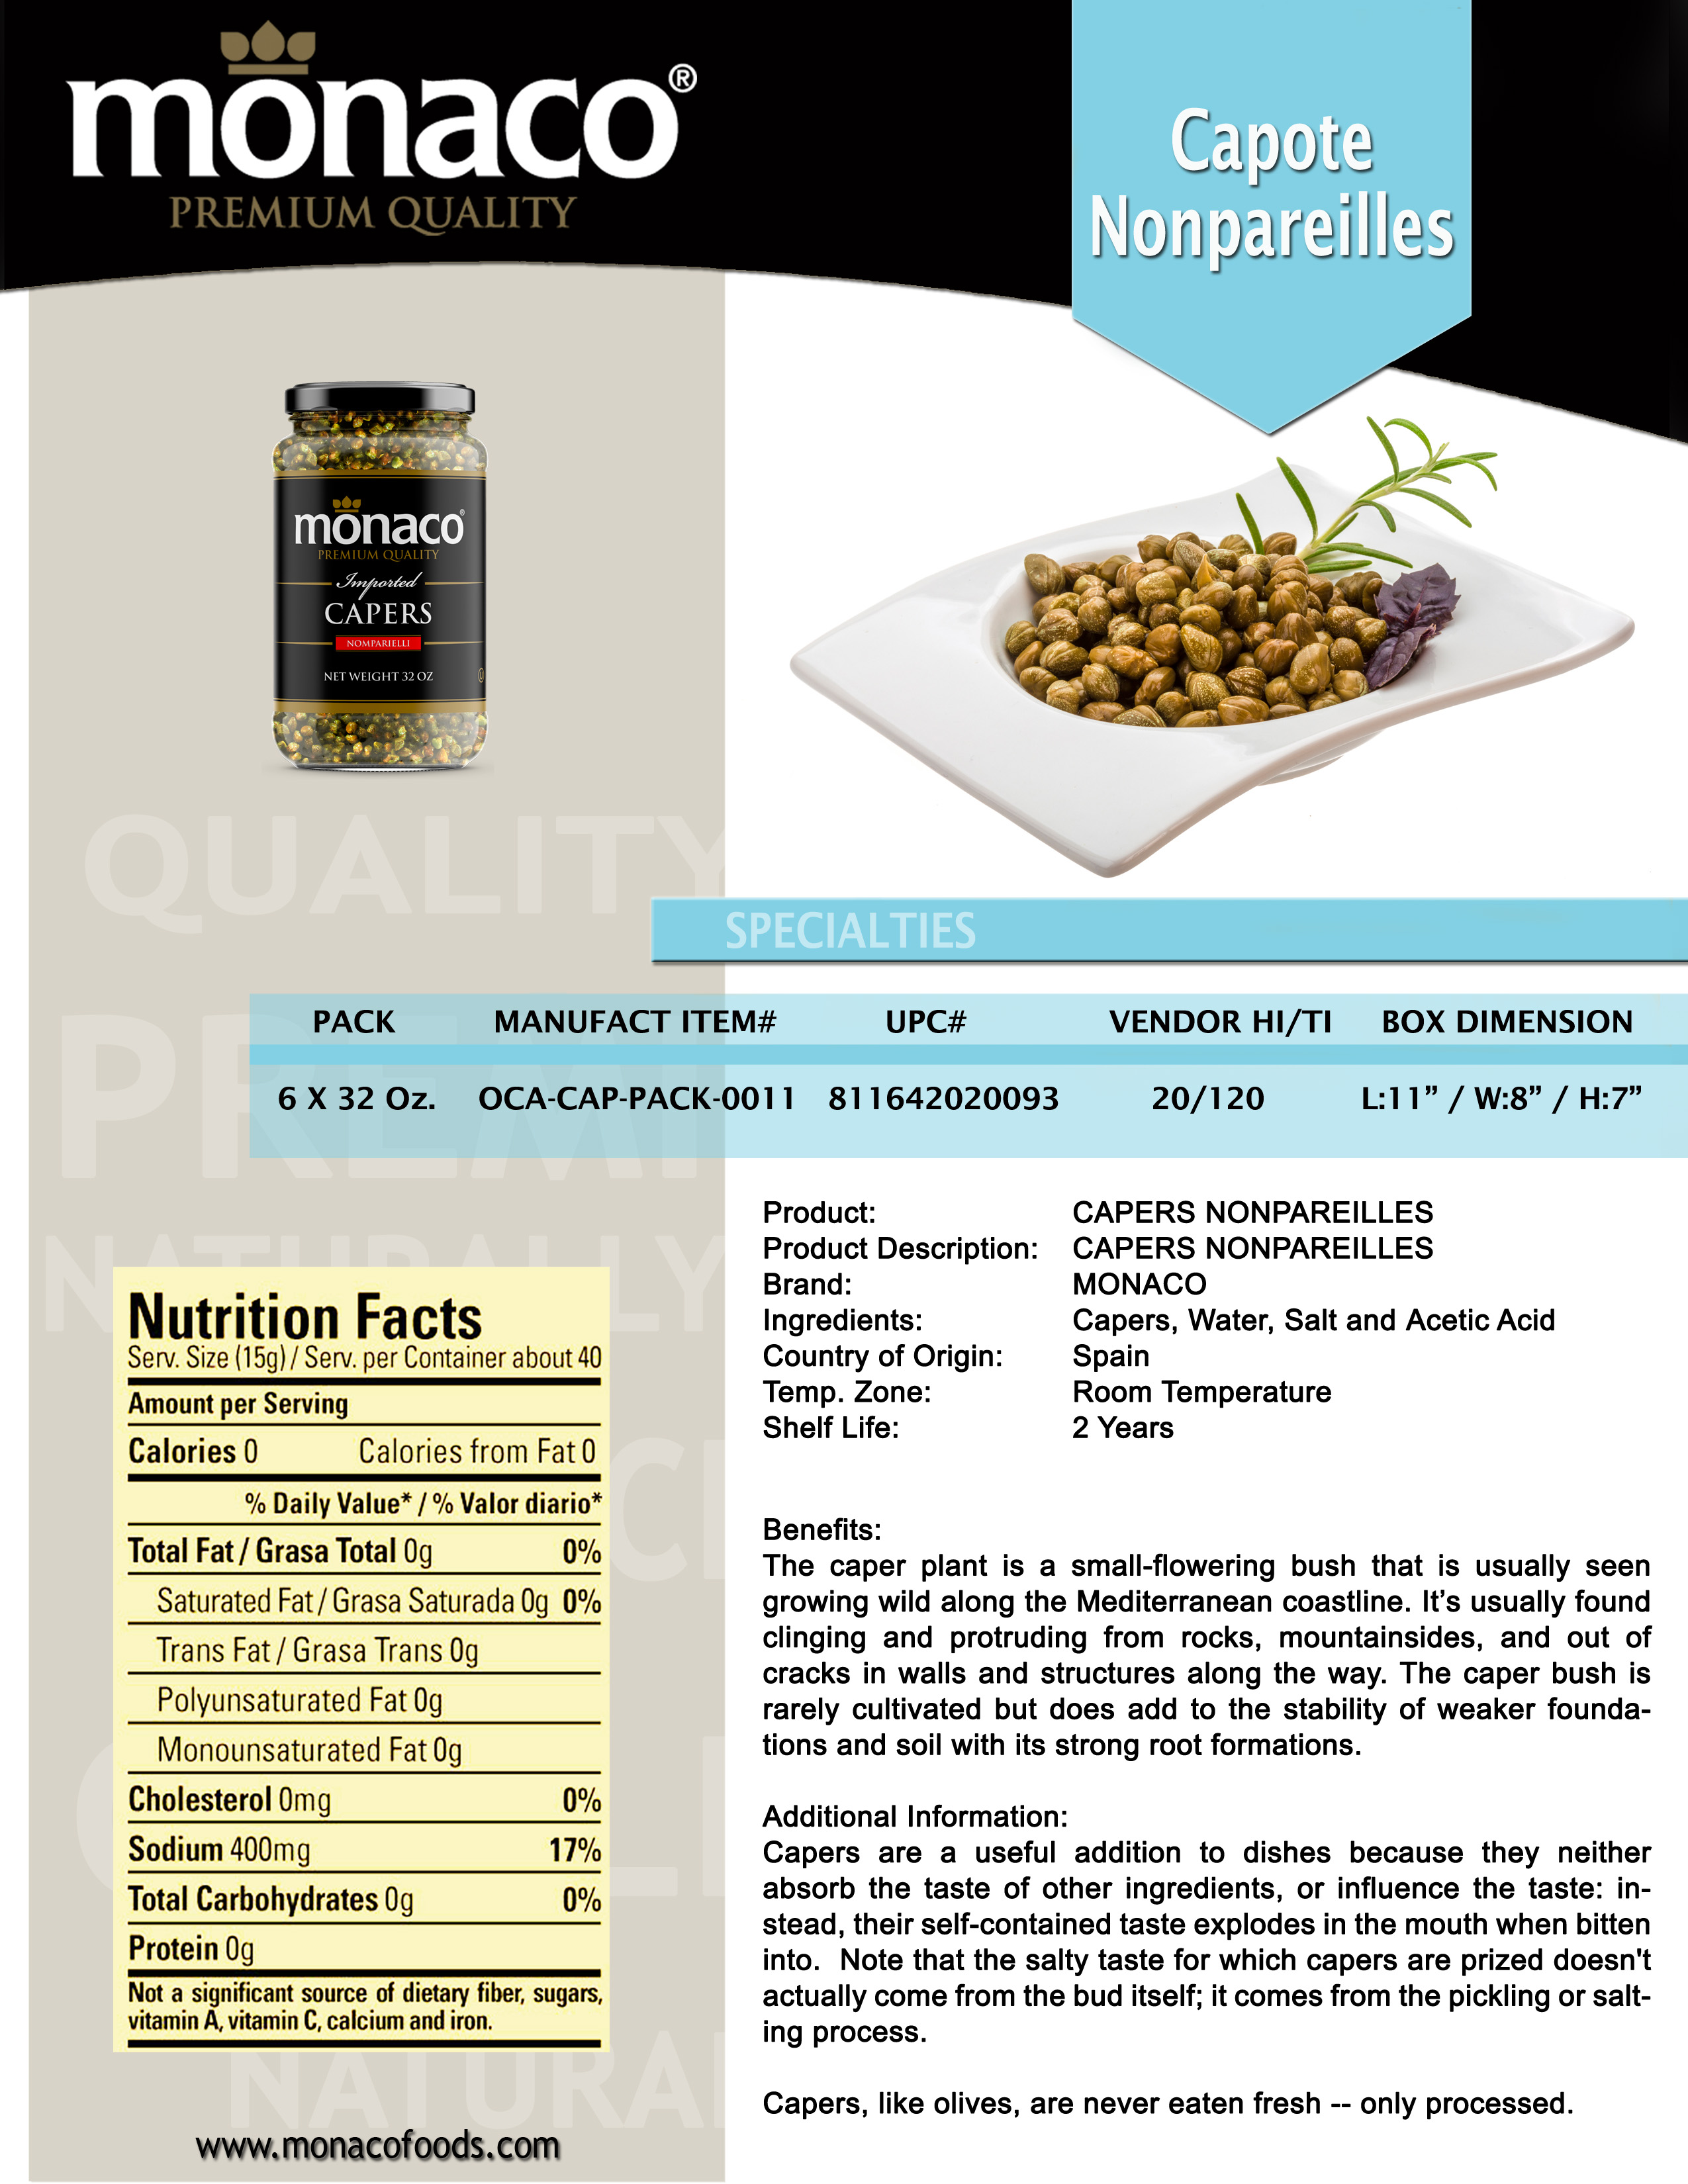 monaco®
PREMIUM QUALITY
Capote
Nonpareilles
monaco®
PREMIUM QUALITY
Imported
CAPERS
NOMPARIELLI
NET WEIGHT 32 OZ
QUALITY
SPECIALTIES
PREMI
PACK MANUFACT ITEM# UPC# VENDOR HI/TI BOX DIMENSION
6 X 32 Oz. OCA-CAP-PACK-0011 811642020093 20/120 L:11” / W:8” / H:7”
NATURALLY
Nutrition Facts
Serv. Size (15g) / Serv. per Container about 40
Amount per Serving
Calories 0 Calories from Fat 0
% Daily Value* / % Valor diario*
Total Fat / Grasa Total 0g 0%
Saturated Fat / Grasa Saturada 0g 0%
Trans Fat / Grasa Trans 0g
Polyunsaturated Fat 0g
Monounsaturated Fat 0g
Cholesterol 0mg 0%
Sodium 400mg 17%
Total Carbohydrates 0g 0%
Protein 0g
Not a significant source of dietary fiber, sugars,
vitamin A, vitamin C, calcium and iron.
NATURAL
www.monacofoods.com
Product: CAPERS NONPAREILLES
Product Description: CAPERS NONPAREILLES
Brand: MONACO
Ingredients: Capers, Water, Salt and Acetic Acid
Country of Origin: Spain
Temp. Zone: Room Temperature
Shelf Life: 2 Years
Benefits:
The caper plant is a small-flowering bush that is usually seen
growing wild along the Mediterranean coastline. It’s usually found
clinging and protruding from rocks, mountainsides, and out of
cracks in walls and structures along the way. The caper bush is
rarely cultivated but does add to the stability of weaker founda-
tions and soil with its strong root formations.
Additional Information:
Capers are a useful addition to dishes because they neither
absorb the taste of other ingredients, or influence the taste: in-
stead, their self-contained taste explodes in the mouth when bitten
into. Note that the salty taste for which capers are prized doesn't
actually come from the bud itself; it comes from the pickling or salt-
ing process.
Capers, like olives, are never eaten fresh -- only processed.